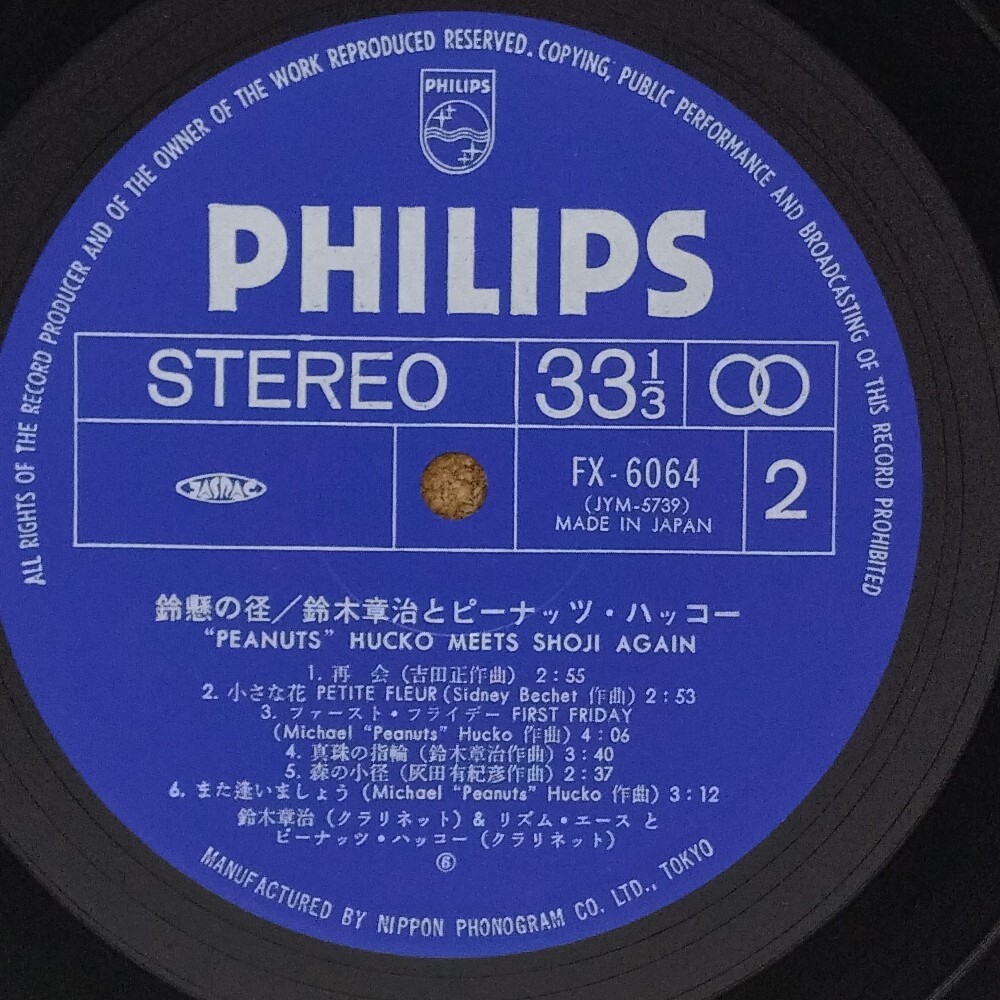 ALL RIGHTS OF THE RECORD PRODUCER AND OF THE OWNER OF THE WORK REPRODUCED RESERVED. COPYING, PUBLIC PERFORMANCE AND BROADCASTING OF THIS RECORD PROHIBITED
PHILIPS
PHILIPS
STEREO 33 1/3
JASRAC
FX-6064
(JYM-5739)
MADE IN JAPAN
2
鈴懸の径/鈴木章治とピーナッツ・ハッコー
"PEANUTS" HUCKO MEETS SHOJI AGAIN
1. 再 会 (吉田正作曲) 2:55
2. 小さな花 PETITE FLEUR (Sidney Bechet 作曲) 2:53
3. ファースト・フライデー FIRST FRIDAY
(Michael "Peanuts" Hucko 作曲) 4:06
4. 真珠の指輪 (鈴木章治作曲) 3:40
5. 森の小径 (灰田有紀彦作曲) 2:37
6. また逢いましょう (Michael "Peanuts" Hucko 作曲) 3:12
鈴木章治 (クラリネット) & リズム・エース と
ピーナッツ・ハッコー (クラリネット)
⑥
MANUFACTURED BY NIPPON PHONOGRAM CO. LTD., TOKYO